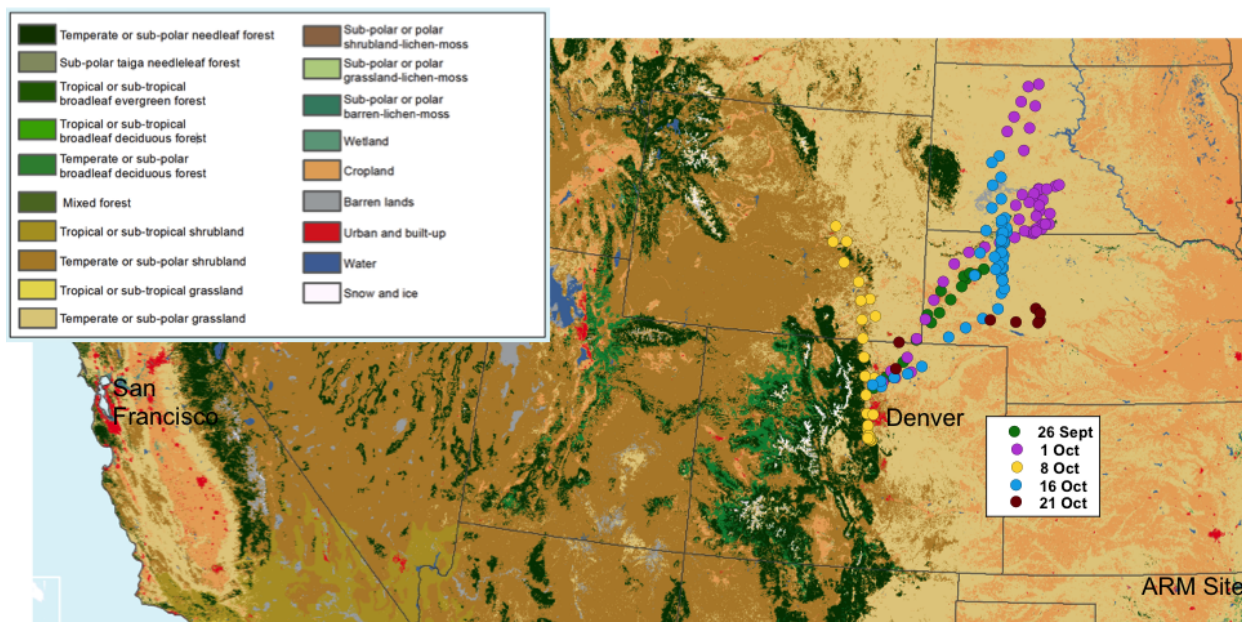 Temperate or sub-polar needleaf forest
Sub-polar taiga needleleaf forest
Tropical or sub-tropical
broadleaf evergreen forest
Tropical or sub-tropical
broadleaf deciduous forest
Temperate or sub-polar
broadleaf deciduous forest
Mixed forest
Tropical or sub-tropical shrubland
Temperate or sub-polar shrubland
Tropical or sub-tropical grassland
Temperate or sub-polar grassland
Sub-polar or polar
shrubland-lichen-moss
Sub-polar or polar
grassland-lichen-moss
Sub-polar or polar
barren-lichen-moss
Wetland
Cropland
Barren lands
Urban and built-up
Water
Snow and ice
San
Francisco
Denver
26 Sept
1 Oct
8 Oct
16 Oct
21 Oct
ARM Site